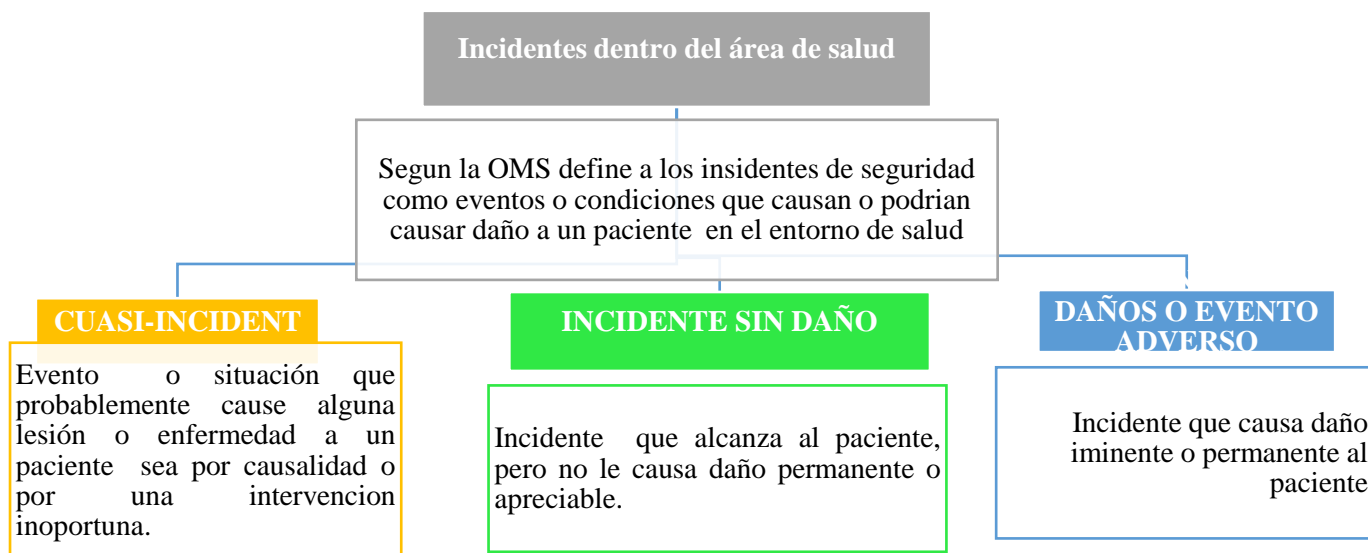 Incidentes dentro del área de salud
Segun la OMS define a los insidentes de seguridad
como eventos o condiciones que causan o podrian
causar daño a un paciente en el entorno de salud
CUASI-INCIDENT
Evento o situación que
probablemente cause alguna
lesión o enfermedad a un
paciente sea por causalidad o
por una intervencion
inoportuna.
INCIDENTE SIN DAÑO
Incidente que alcanza al paciente,
pero no le causa daño permanente o
apreciable.
DAÑOS O EVENTO
ADVERSO
Incidente que causa daño
iminente o permanente al
paciente